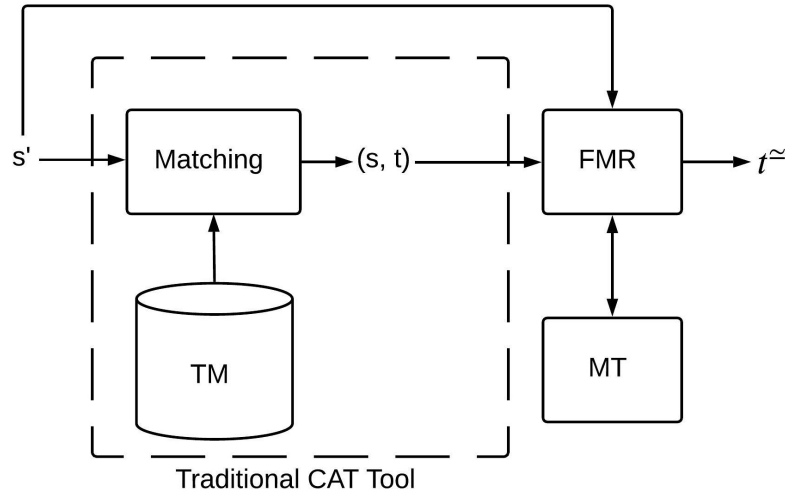 s'
Matching
(s, t)
FMR
t≃
TM
MT
Traditional CAT Tool